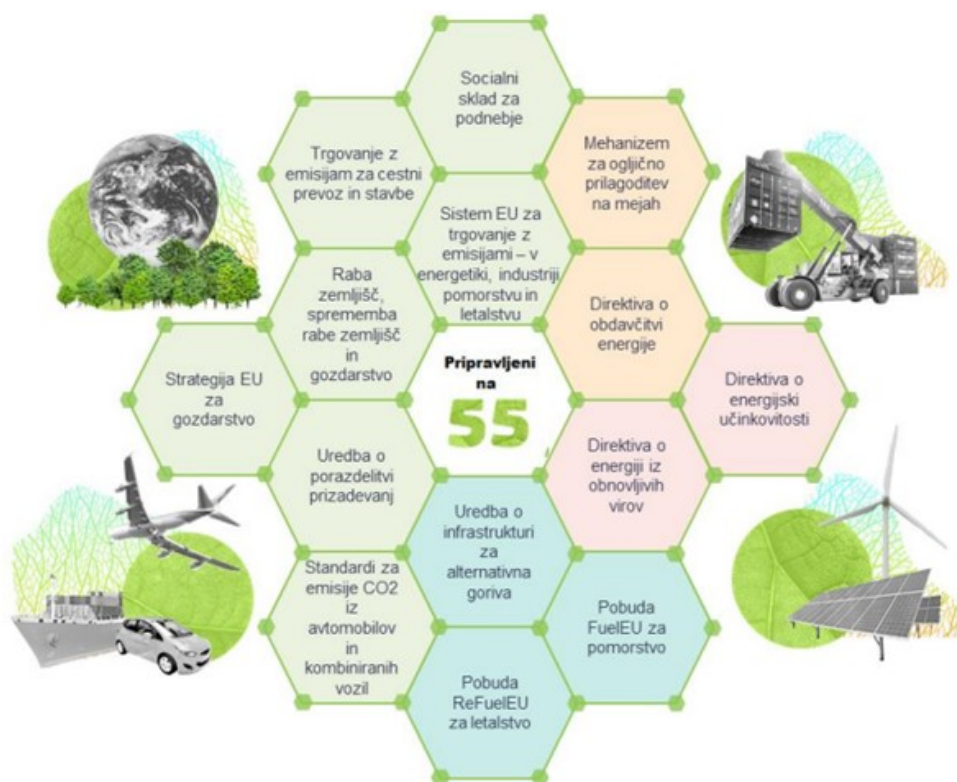 Socialni
sklad za
podnebje
Trgovanje z
emisijam za cestni
prevoz in stavbe
Mehanizem
za ogljično
prilagoditev
na mejah
Sistem EU za
trgovanje z
emisijami – v
energetiki, industriji
pomorstvu in
letalstvu
Raba
zemljišč,
sprememba
rabe zemljišč
in
gozdarstvo
Direktiva o
obdavčitvi
energije
Strategija EU
za
gozdarstvo
Pripravljeni
na
55
Direktiva o
energijski
učinkovitosti
Uredba o
porazdelitvi
prizadevanj
Direktiva o
energiji iz
obnovljivih
virov
Uredba o
infrastrukturi
za
alternativna
goriva
Standardi za
emisije CO2
iz
avtomobilov
in
kombiniranih
vozil
Pobuda
FuelEU za
pomorstvo
Pobuda
ReFuelEU
za letalstvo